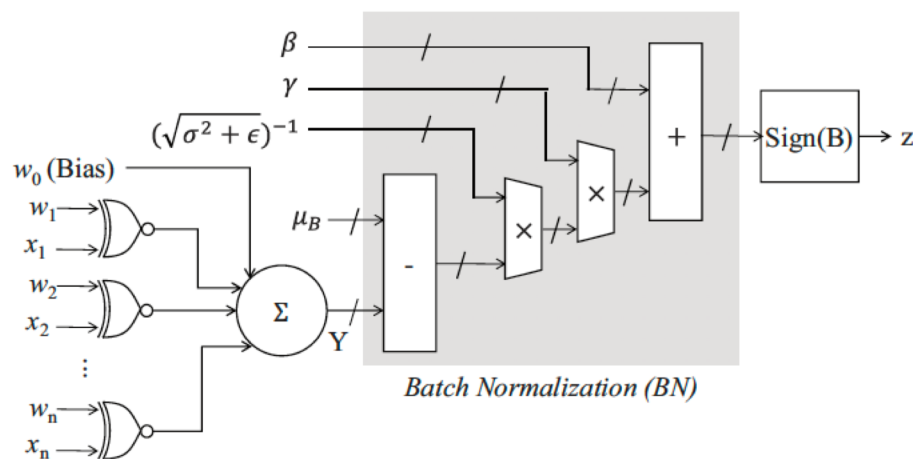 β
γ
(√σ² + ϵ)⁻¹
w₀ (Bias)
w₁
x₁
w₂
x₂
⋮
wₙ
xₙ
Σ
Y
μ_B
-
×
×
+
Sign(B)
z
Batch Normalization (BN)